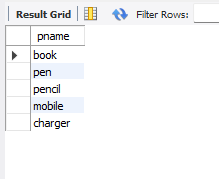 Result Grid Filter Rows:
pname
book
pen
pencil
mobile
charger